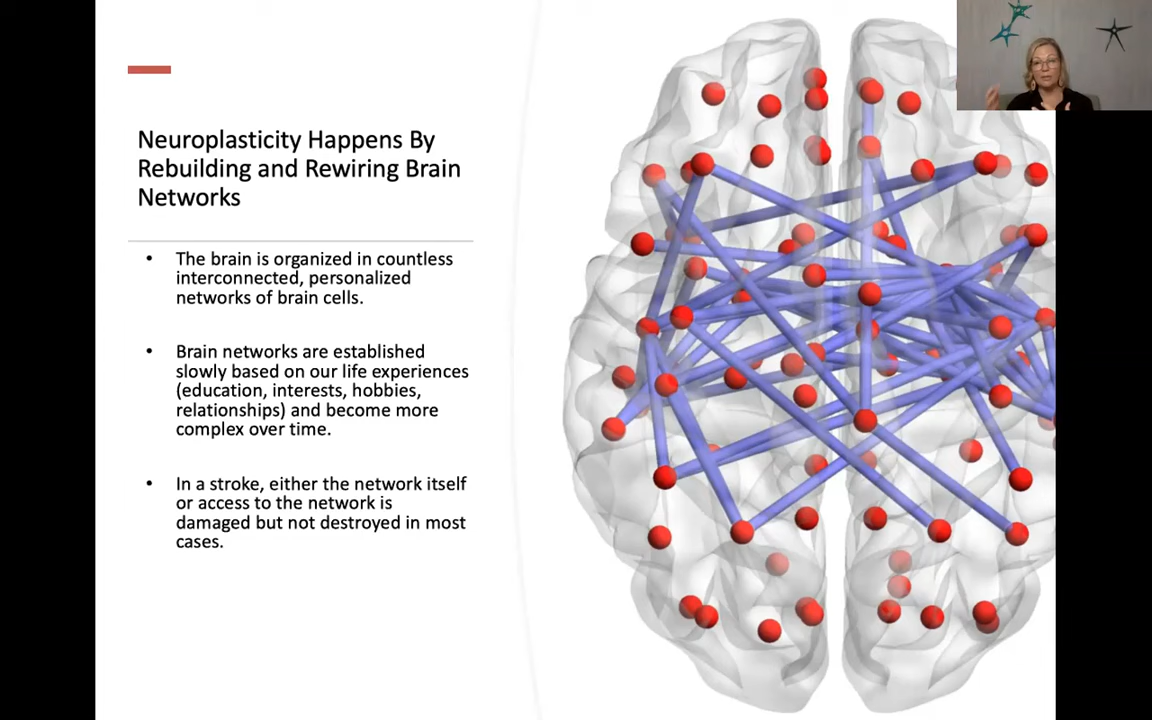 Neuroplasticity Happens By
Rebuilding and Rewiring Brain
Networks
• The brain is organized in countless
interconnected, personalized
networks of brain cells.
• Brain networks are established
slowly based on our life experiences
(education, interests, hobbies,
relationships) and become more
complex over time.
• In a stroke, either the network itself
or access to the network is
damaged but not destroyed in most
cases.